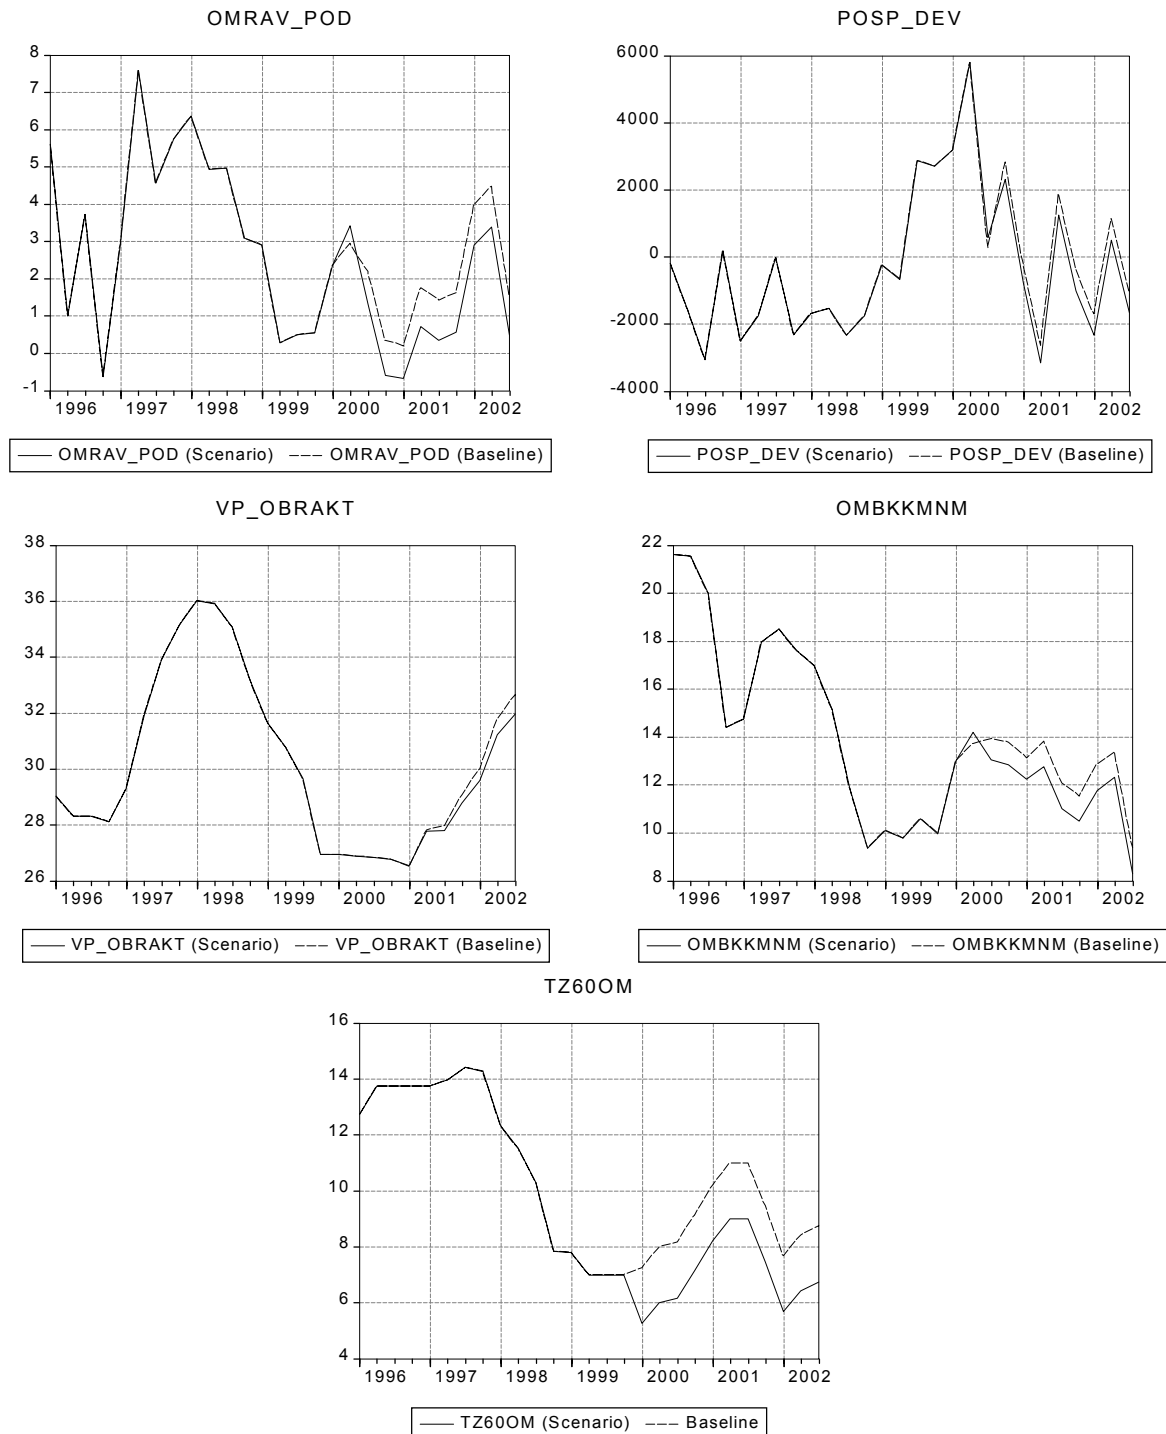 OMRAV_POD
8
7
6
5
4
3
2
1
0
-1
1996 1997 1998 1999 2000 2001 2002
OMRAV_POD (Scenario) OMRAV_POD (Baseline)
POSP_DEV
6000
4000
2000
0
-2000
-4000
1996 1997 1998 1999 2000 2001 2002
POSP_DEV (Scenario) POSP_DEV (Baseline)
VP_OBRAKT
38
36
34
32
30
28
26
1996 1997 1998 1999 2000 2001 2002
VP_OBRAKT (Scenario) VP_OBRAKT (Baseline)
OMBKKMNM
22
20
18
16
14
12
10
8
1996 1997 1998 1999 2000 2001 2002
OMBKKMNM (Scenario) OMBKKMNM (Baseline)
TZ60OM
16
14
12
10
8
6
4
1996 1997 1998 1999 2000 2001 2002
TZ60OM (Scenario) Baseline